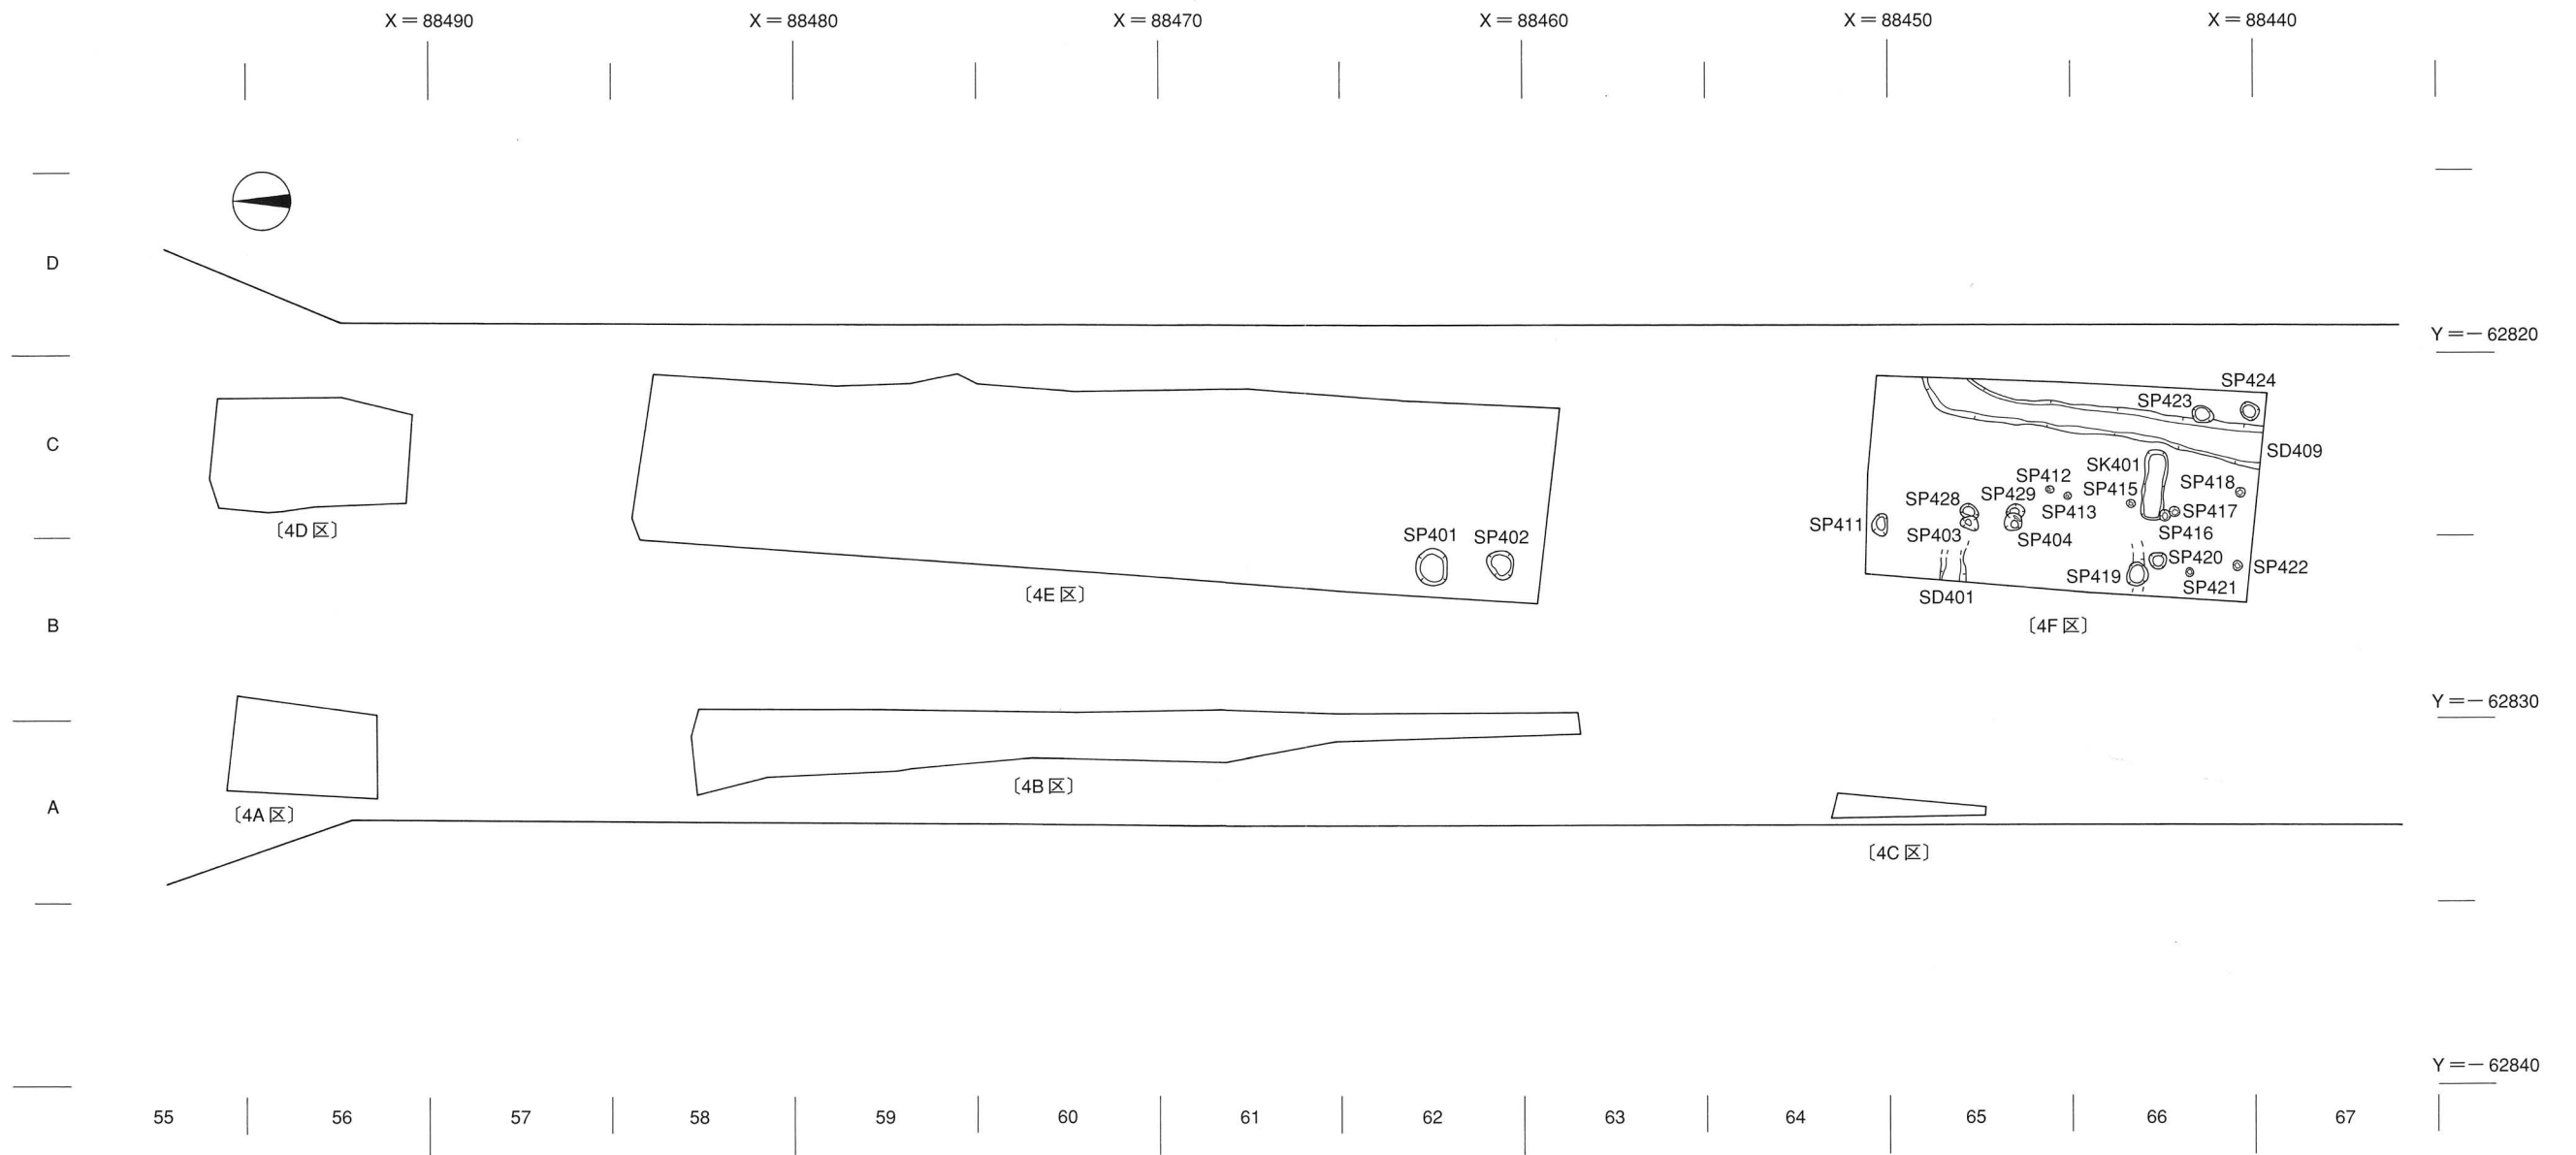 X＝88490
X＝88480
X＝88470
X＝88460
X＝88450
X＝88440
D
Y＝－62820
SP424
SP423
C
SD409
SK401
SP412
SP418
SP415
SP428
SP429
SP413
SP417
SP411
〔4D区〕
SP416
SP403
SP401
SP402
SP404
SP420
SP422
SP419
SP421
〔4E区〕
SD401
B
〔4F区〕
Y＝－62830
〔4B区〕
A
〔4A区〕
〔4C区〕
Y＝－62840
55
56
57
58
59
60
61
62
63
64
65
66
67